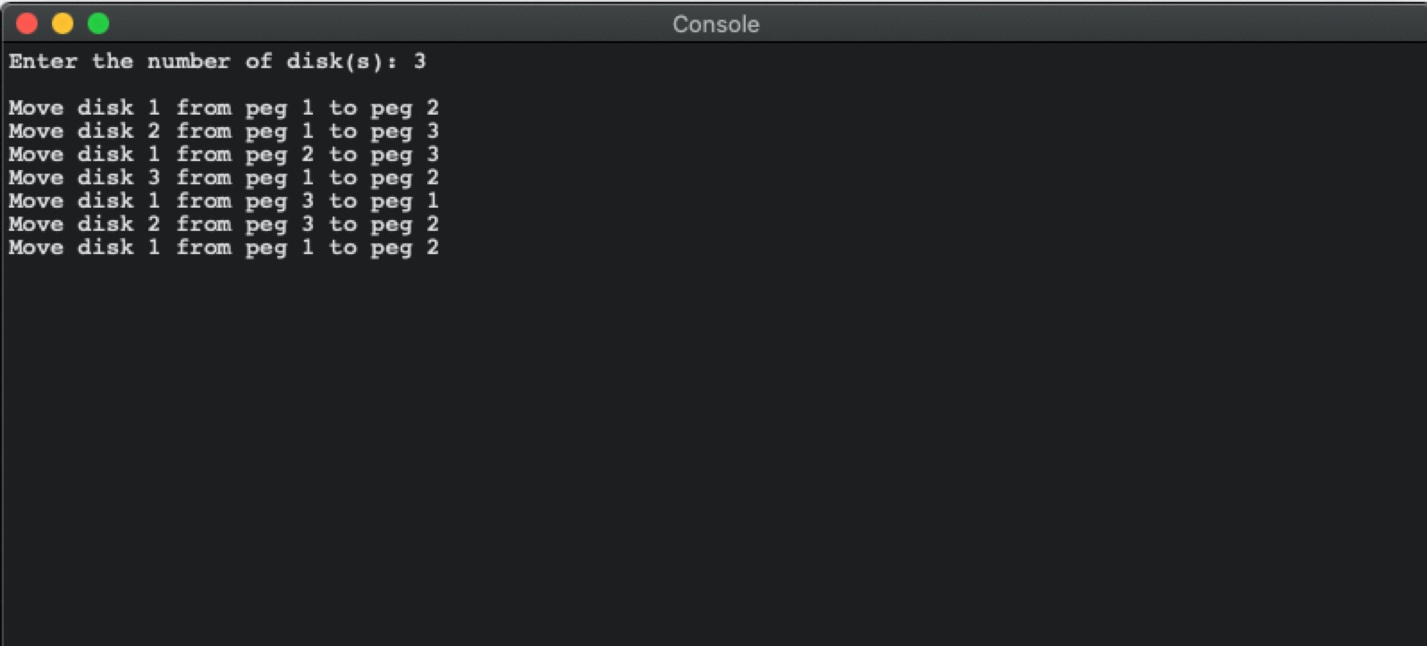 Console
Enter the number of disk(s): 3
Move disk 1 from peg 1 to peg 2
Move disk 2 from peg 1 to peg 3
Move disk 1 from peg 2 to peg 3
Move disk 3 from peg 1 to peg 2
Move disk 1 from peg 3 to peg 1
Move disk 2 from peg 3 to peg 2
Move disk 1 from peg 1 to peg 2